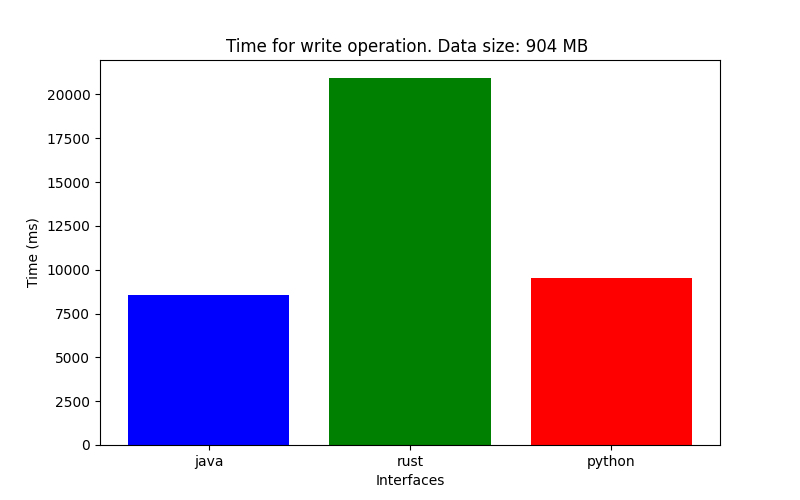 Time for write operation. Data size: 904 MB
20000
17500
15000
12500
10000
7500
5000
2500
0
Time (ms)
java rust python
Interfaces